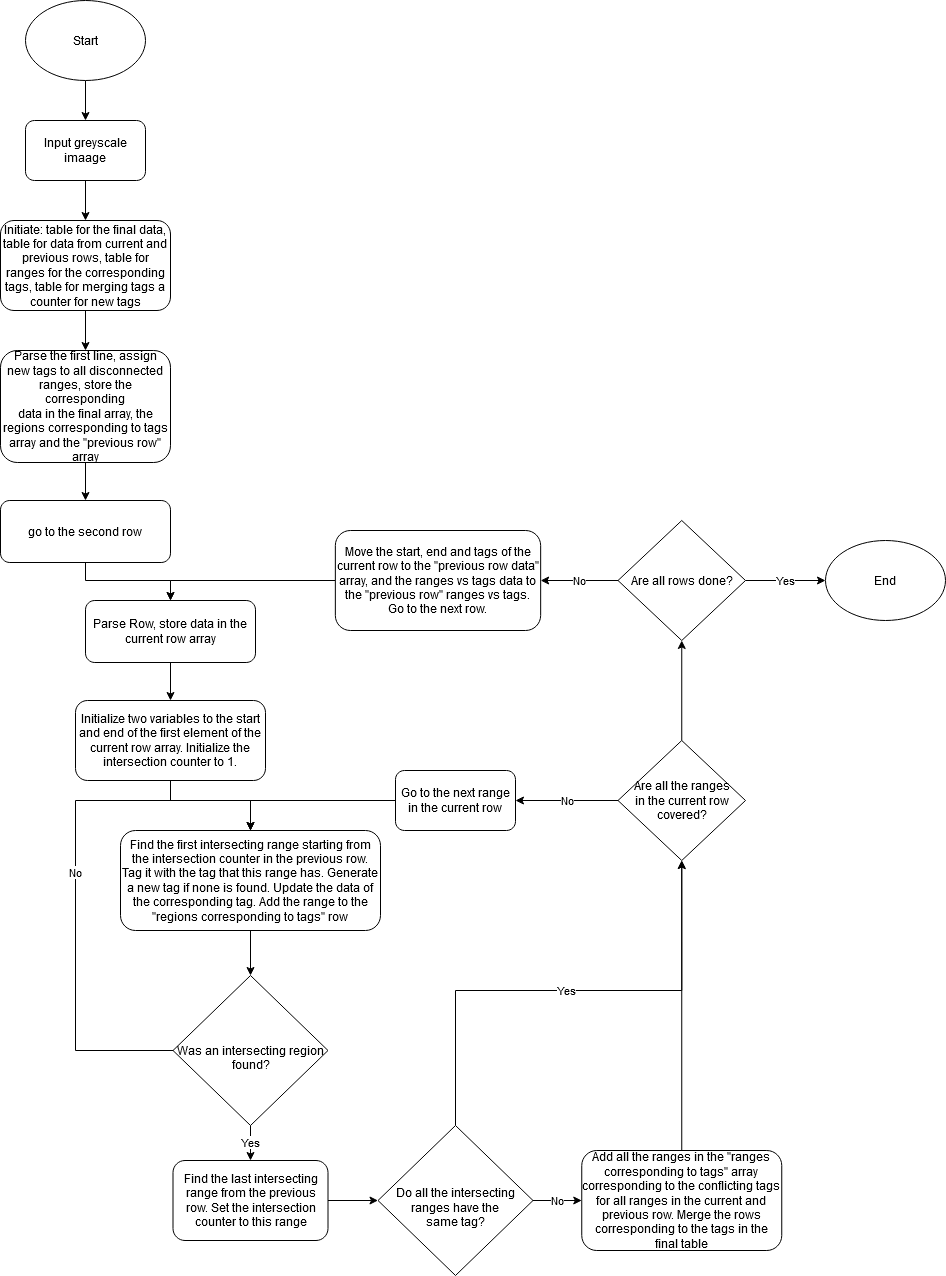 Start
Input greyscale
imaage
Initiate: table for the final data,
table for data from current and
previous rows, table for
ranges for the corresponding
tags, table for merging tags a
counter for new tags
Parse the first line, assign
new tags to all disconnected
ranges, store the
corresponding
data in the final array, the
regions corresponding to tags
array and the "previous row"
array
go to the second row
Move the start, end and tags of the
current row to the "previous row data"
array, and the ranges vs tags data to
the "previous row" ranges vs tags.
Go to the next row.
No
Are all rows done?
Yes
End
Parse Row, store data in the
current row array
Initialize two variables to the start
and end of the first element of the
current row array. Initialize the
intersection counter to 1.
Go to the next range
in the current row
No
Are all the ranges
in the current row
covered?
No
Find the first intersecting range starting from
the intersection counter in the previous row.
Tag it with the tag that this range has. Generate
a new tag if none is found. Update the data of
the corresponding tag. Add the range to the
"regions corresponding to tags" row
Yes
Was an intersecting region
found?
Yes
Find the last intersecting
range from the previous
row. Set the intersection
counter to this range
Do all the intersecting
ranges have the
same tag?
No
Add all the ranges in the "ranges
corresponding to tags" array
corresponding to the conflicting tags
for all ranges in the current and
previous row. Merge the rows
corresponding to the tags in the
final table